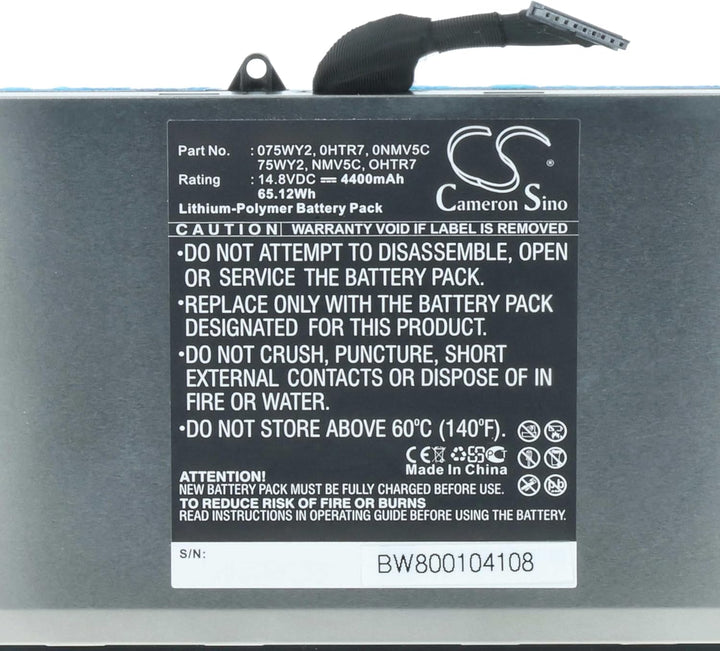 Part No. : 075WY2, 0HTR7, 0NMV5C
75WY2, NMV5C, OHTR7
Rating : 14.8VDC ⎓ 4400mAh
65.12Wh
Lithium-Polymer Battery Pack
CS ®
Cameron Sino
CAUTION WARRANTY VOID IF LABEL IS REMOVED
•DO NOT ATTEMPT TO DISASSEMBLE, OPEN
OR SERVICE THE BATTERY PACK.
•REPLACE ONLY WITH THE BATTERY PACK
DESIGNATED FOR THIS PRODUCT.
•DO NOT CRUSH, PUNCTURE, SHORT
EXTERNAL CONTACTS OR DISPOSE OF IN
FIRE OR WATER.
•DO NOT STORE ABOVE 60ºC (140ºF).
CE
Made In China
Pb
ATTENTION!
NEW BATTERY PACK MUST BE FULLY CHARGED BEFORE USE.
TO REDUCE RISK OF FIRE OR BURNS
READ INSTRUCTIONS IN OPERATING GUIDE BEFORE USING THE BATTERY.
S/N:
BW800104108